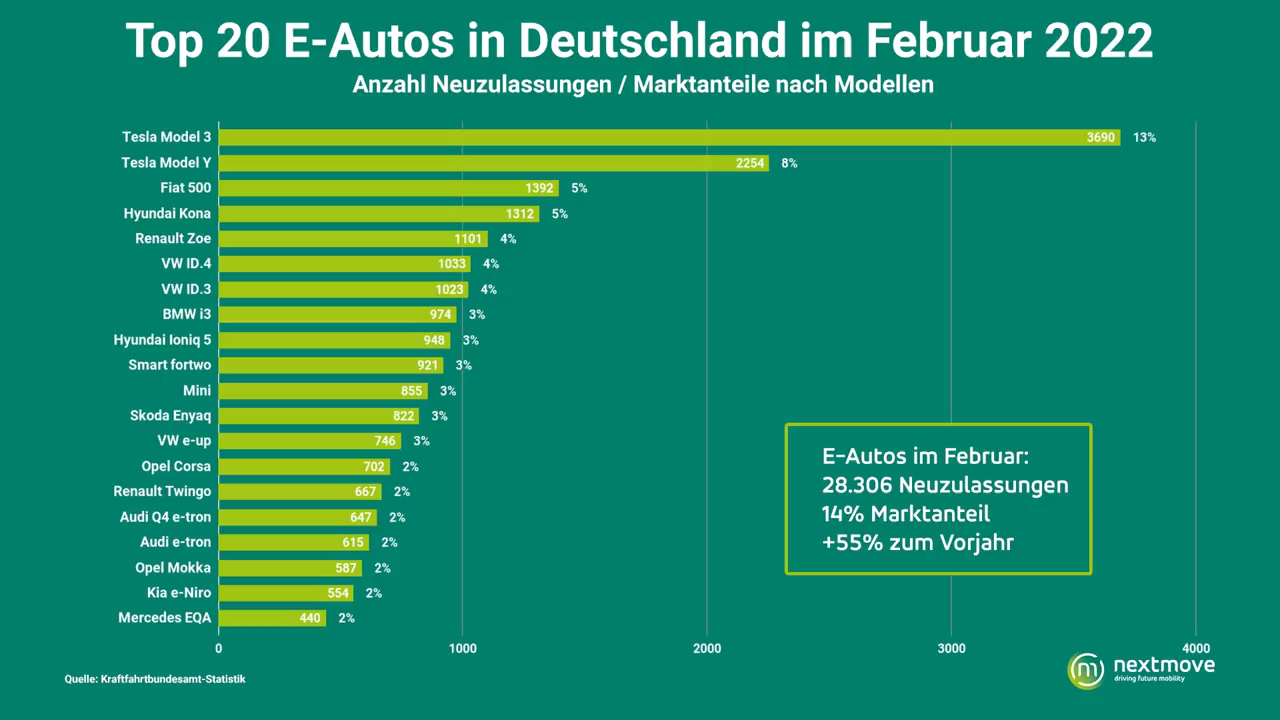 Top 20 E-Autos in Deutschland im Februar 2022
Anzahl Neuzulassungen / Marktanteile nach Modellen
Tesla Model 3 3690 13%
Tesla Model Y 2254 8%
Fiat 500 1392 5%
Hyundai Kona 1312 5%
Renault Zoe 1101 4%
VW ID.4 1033 4%
VW ID.3 1023 4%
BMW i3 974 3%
Hyundai Ioniq 5 948 3%
Smart fortwo 921 3%
Mini 855 3%
Skoda Enyaq 822 3%
VW e-up 746 3%
Opel Corsa 702 2%
Renault Twingo 667 2%
Audi Q4 e-tron 647 2%
Audi e-tron 615 2%
Opel Mokka 587 2%
Kia e-Niro 554 2%
Mercedes EQA 440 2%
0 1000 2000 3000 4000
E-Autos im Februar:
28.306 Neuzulassungen
14% Marktanteil
+55% zum Vorjahr
Quelle: Kraftfahrtbundesamt-Statistik
m nextmove
driving future mobility